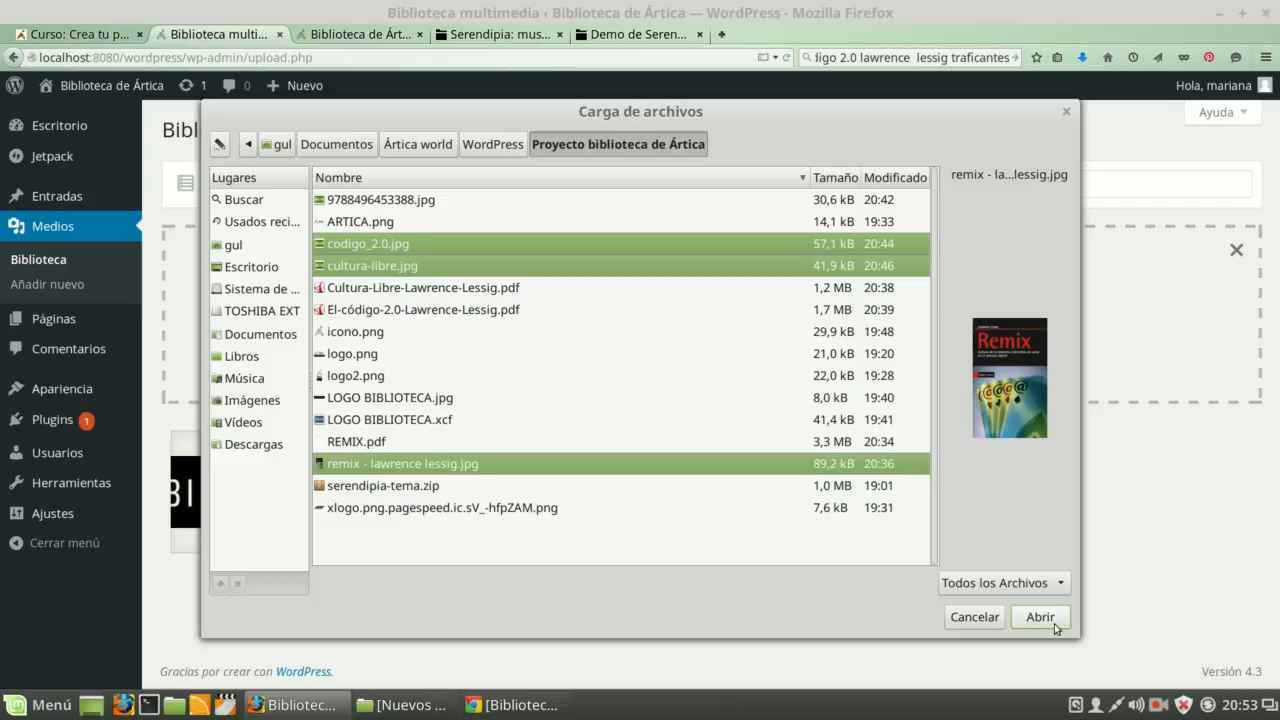 Biblioteca multimedia ‹ Biblioteca de Ártica — WordPress - Mozilla Firefox
Curso: Crea tu p... × Biblioteca multi... × Biblioteca de Árt... × Serendipia: mus... × Demo de Seren... ×
localhost:8080/wordpress/wp-admin/upload.php
digo 2.0 lawrence lessig traficantes
Biblioteca de Ártica 1 0 Nuevo Hola, mariana
Carga de archivos
Ayuda
Bibl
Escritorio
Jetpack
Entradas
Medios
Biblioteca
Añadir nuevo
Páginas
Comentarios
Apariencia
Plugins 1
Usuarios
Herramientas
Ajustes
Cerrar menú
gul Documentos Ártica world WordPress Proyecto biblioteca de Ártica
Lugares
Buscar
Usados reci...
gul
Escritorio
Sistema de ...
TOSHIBA EXT
Documentos
Libros
Música
Imágenes
Vídeos
Descargas
Nombre Tamaño Modificado
9788496453388.jpg 30,6 kB 20:42
ARTICA.png 14,1 kB 19:33
codigo_2.0.jpg 57,1 kB 20:44
cultura-libre.jpg 41,9 kB 20:46
Cultura-Libre-Lawrence-Lessig.pdf 1,2 MB 20:38
El-código-2.0-Lawrence-Lessig.pdf 1,7 MB 20:39
icono.png 29,9 kB 19:48
logo.png 21,0 kB 19:20
logo2.png 22,0 kB 19:28
LOGO BIBLIOTECA.jpg 8,0 kB 19:40
LOGO BIBLIOTECA.xcf 41,4 kB 19:41
REMIX.pdf 3,3 MB 20:34
remix - lawrence lessig.jpg 89,2 kB 20:36
serendipia-tema.zip 1,0 MB 19:01
xlogo.png.pagespeed.ic.sV_-hfpZAM.png 7,6 kB 19:31
remix - la...lessig.jpg
Remix
BI
Todos los Archivos
Cancelar Abrir
Gracias por crear con WordPress. Versión 4.3
Menú Bibliotec... [Nuevos ... [Bibliotec... 20:53